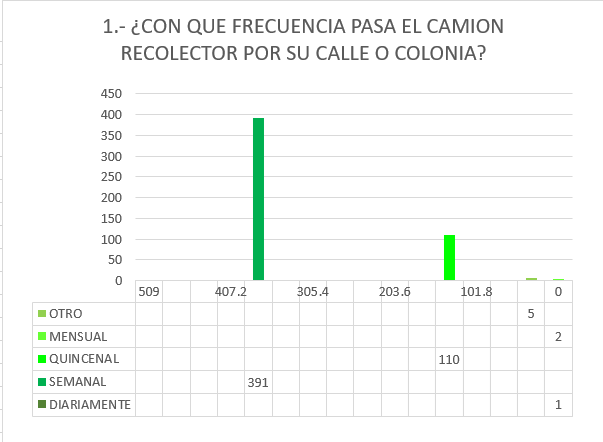 1.- ¿CON QUE FRECUENCIA PASA EL CAMION
RECOLECTOR POR SU CALLE O COLONIA?
450
400
350
300
250
200
150
100
50
0
509 407.2 305.4 203.6 101.8 0
OTRO 5
MENSUAL 2
QUINCENAL 110
SEMANAL 391
DIARIAMENTE 1